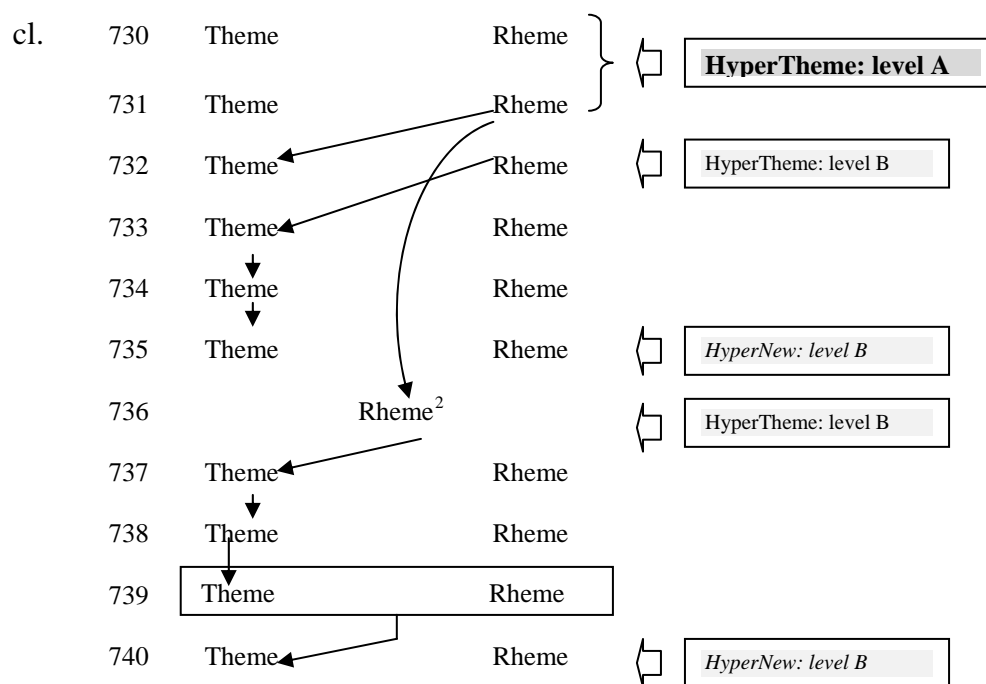 cl. 730 Theme Rheme
HyperTheme: level A
731 Theme Rheme
732 Theme Rheme HyperTheme: level B
733 Theme Rheme
734 Theme Rheme
735 Theme Rheme HyperNew: level B
736 Rheme² HyperTheme: level B
737 Theme Rheme
738 Theme Rheme
739 Theme Rheme
740 Theme Rheme HyperNew: level B